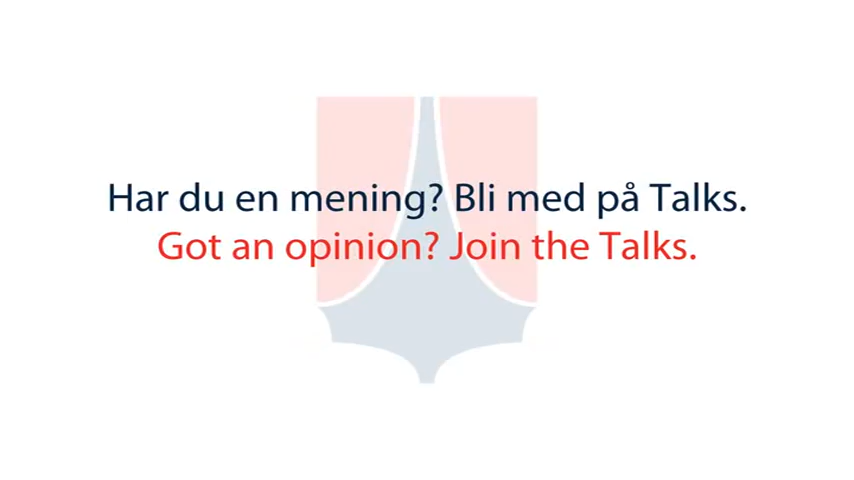 Har du en mening? Bli med på Talks.
Got an opinion? Join the Talks.